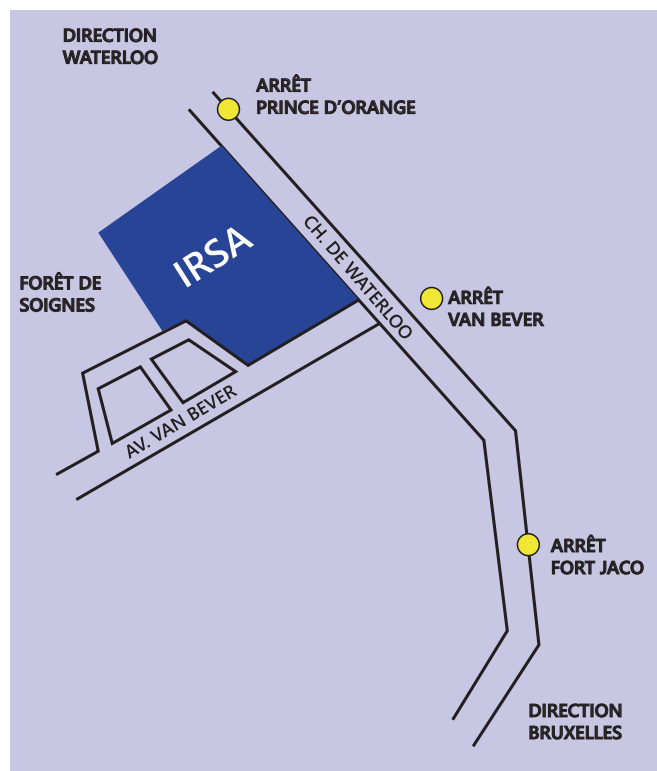 DIRECTION
WATERLOO
ARRÊT
PRINCE D'ORANGE
IRSA
CH. DE WATERLOO
FORÊT DE
SOIGNES
ARRÊT
VAN BEVER
AV. VAN BEVER
ARRÊT
FORT JACO
DIRECTION
BRUXELLES